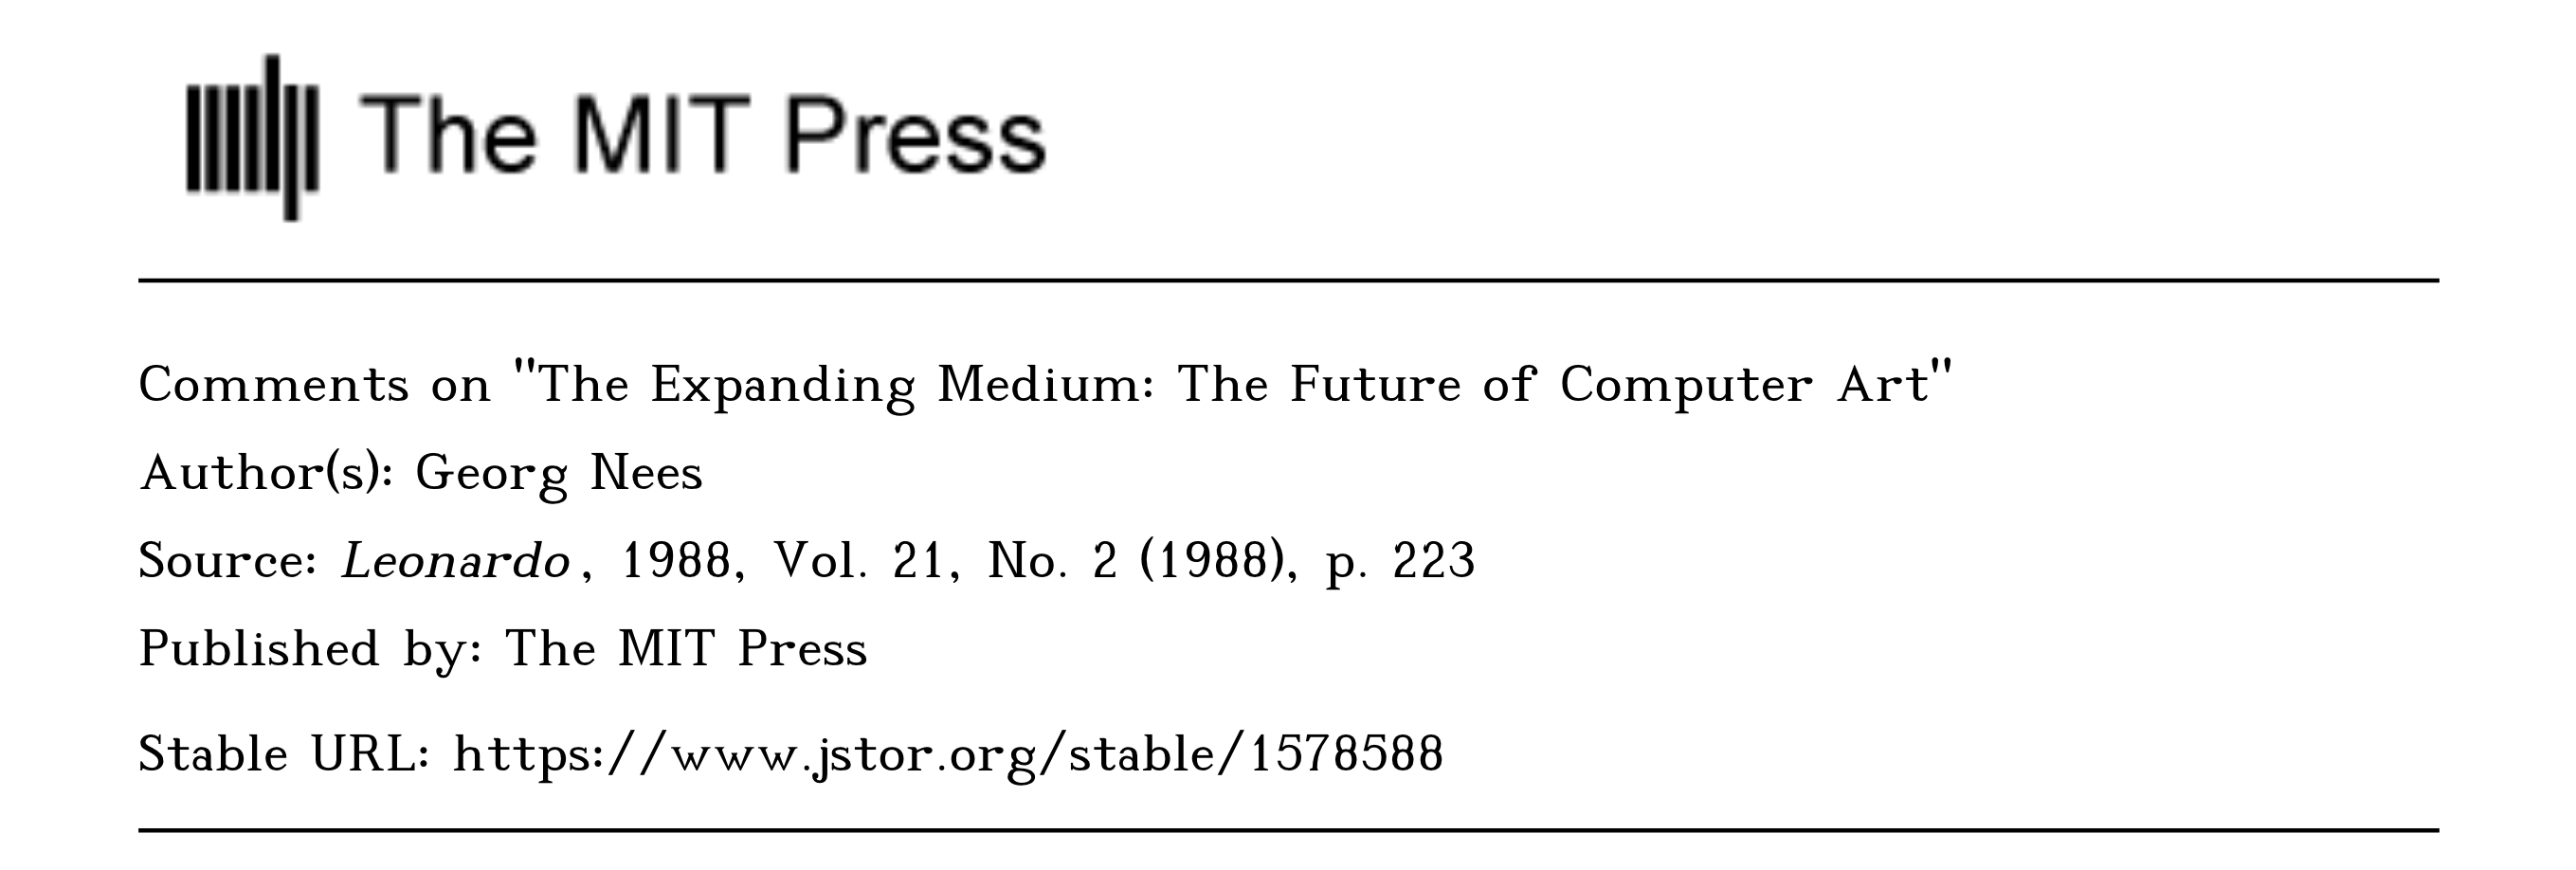 The MIT Press
Comments on "The Expanding Medium: The Future of Computer Art"
Author(s): Georg Nees
Source: Leonardo , 1988, Vol. 21, No. 2 (1988), p. 223
Published by: The MIT Press
Stable URL: https://www.jstor.org/stable/1578588